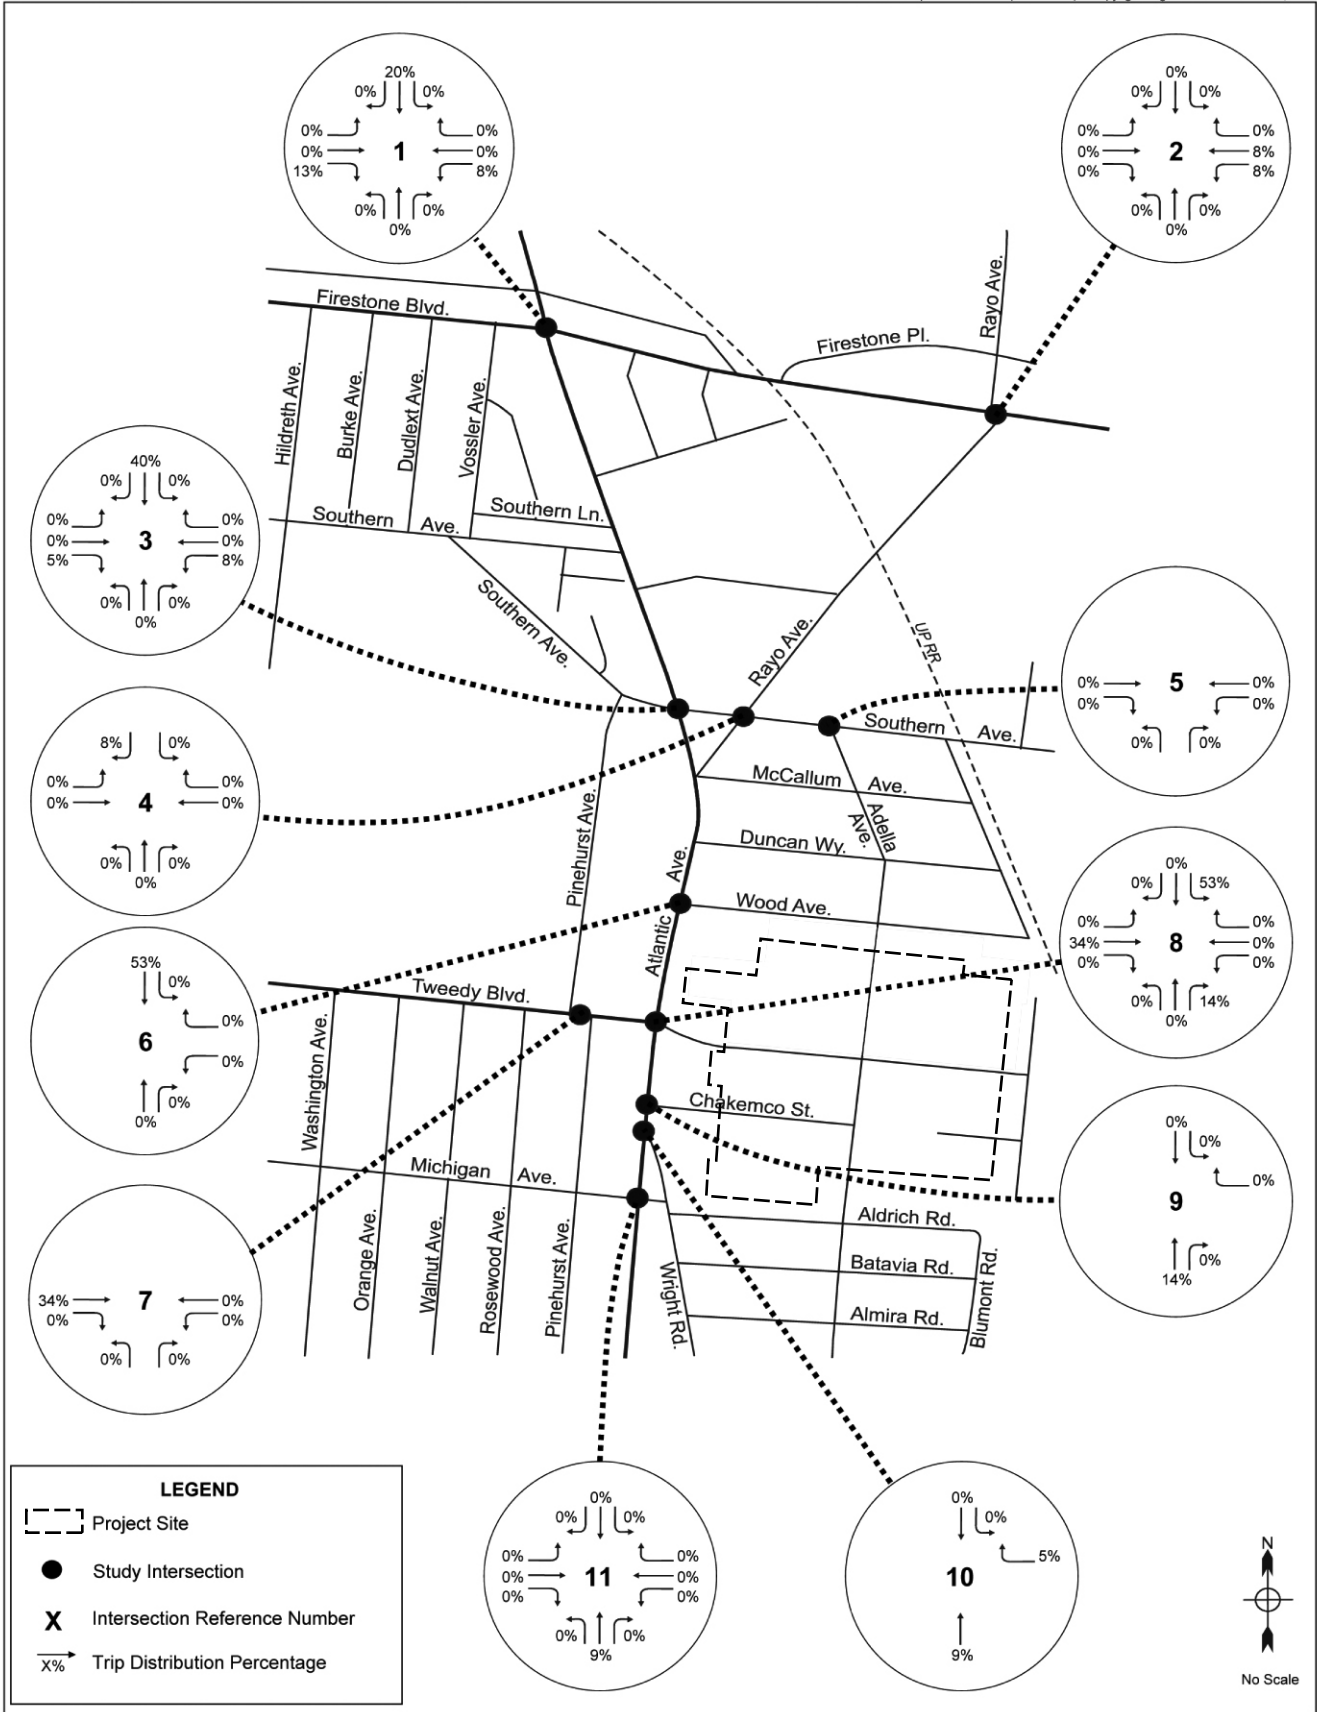 20%
0% 0%
0% 0%
0% 1 0%
13% 8%
0% 0%
0%
0%
0% 0%
0% 0%
0% 2 8%
0% 8%
0% 0%
0%
Firestone Blvd.
Firestone Pl.
Rayo Ave.
Hildreth Ave.
Burke Ave.
Dudlext Ave.
Vossler Ave.
40%
0% 0%
0% 0%
0% 3 0%
5% 8%
0% 0%
0%
Southern Ave.
Southern Ln.
Southern Ave.
Rayo Ave.
UPRR
0% 5 0%
0% 0%
0% 0%
Southern Ave.
8% 0%
0% 0%
0% 4 0%
0% 0%
0%
McCallum Ave.
Adella Ave.
Duncan Wy.
Pinehurst Ave.
Atlantic Ave.
Wood Ave.
0%
0% 53%
0% 0%
34% 8 0%
0% 0%
0% 14%
0%
53%
0%
0%
6
0%
0%
0%
Tweedy Blvd.
Washington Ave.
Chakemco St.
Michigan Ave.
0%
0%
0%
9
0%
14%
34% 7 0%
0% 0%
0% 0%
Orange Ave.
Walnut Ave.
Rosewood Ave.
Pinehurst Ave.
Wright Rd.
Aldrich Rd.
Batavia Rd.
Almira Rd.
Blumont Rd.
LEGEND
Project Site
Study Intersection
X Intersection Reference Number
X% Trip Distribution Percentage
0%
0% 0%
0% 0%
0% 11 0%
0% 0%
0% 0%
9%
0%
0%
5%
10
9%
N
No Scale